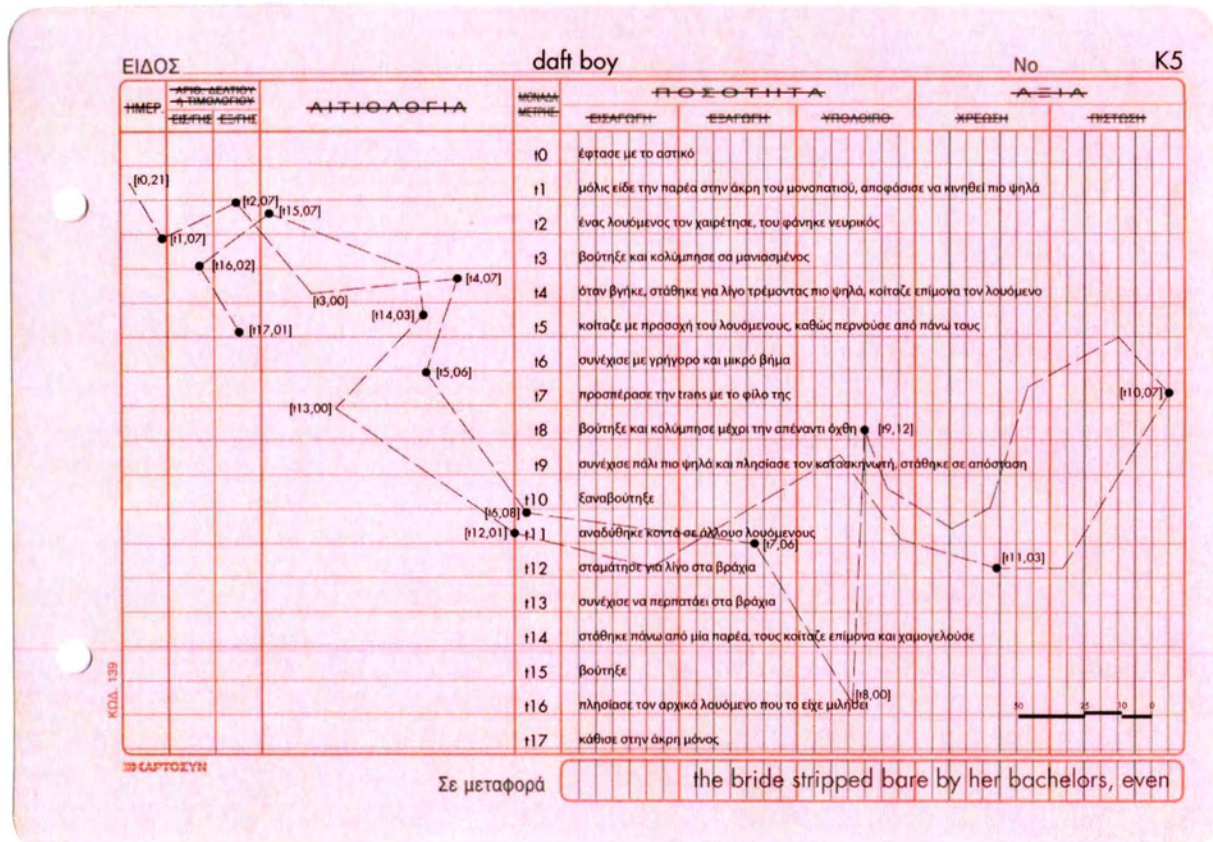 ΕΙΔΟΣ daft boy No K5
ΗΜΕΡ. ΑΡΙΘ. ΔΕΛΤΙΟΥ Η ΤΙΜΟΛΟΓΙΟΥ ΑΙΤΙΟΛΟΓΙΑ ΜΟΝΑΔΑ ΜΕΤΡΗΣ. ΠΟΣΟΤΗΤΑ ΑΞΙΑ
ΕΙΣ/ΓΗΣ ΕΞ/ΓΗΣ ΕΙΣΑΓΩΓΗ ΕΞΑΓΩΓΗ ΥΠΟΛΟΙΠΟ ΧΡΕΩΣΗ ΠΙΣΤΩΣΗ
t0 έφτασε με το αστικό
t1 μόλις είδε την παρέα στην άκρη του μονοπατιού, αποφάσισε να κινηθεί πιο ψηλά
t2 ένας λουόμενος τον χαιρέτησε, του φάνηκε νευρικός
t3 βούτηξε και κολύμπησε σα μανιασμένος
t4 όταν βγήκε, στάθηκε για λίγο τρέμοντας πιο ψηλά, κοίταζε επίμονα τον λουόμενο
t5 κοίταζε με προσοχή του λουόμενους, καθώς περνούσε από πάνω τους
t6 συνέχισε με γρήγορο και μικρό βήμα
t7 προσπέρασε την trans με το φίλο της
t8 βούτηξε και κολύμπησε μέχρι την απέναντι όχθη
t9 συνέχισε πάλι πιο ψηλά και πλησίασε τον κατασκηνωτή, στάθηκε σε απόσταση
t10 ξαναβούτηξε
t11 αναδύθηκε κοντά σε άλλους λουόμενους
t12 σταμάτησε για λίγο στα βράχια
t13 συνέχισε να περπατάει στα βράχια
t14 στάθηκε πάνω από μία παρέα, τους κοίταζε επίμονα και χαμογελούσε
t15 βούτηξε
t16 πλησίασε τον αρχικό λουόμενο που το είχε μιλήσει
t17 κάθισε στην άκρη μόνος
[t0,21]
[t1,07]
[t2,07]
[t15,07]
[t16,02]
[t4,07]
[t3,00]
[t14,03]
[t17,01]
[t5,06]
[t13,00]
[t10,07]
[t9,12]
[t6,08]
[t12,01]
[t7,06]
[t11,03]
[t8,00]
50 25 10 0
ΚΩΔ. 139
ΧΑΡΤΟΣΥΝ
Σε μεταφορά the bride stripped bare by her bachelors, even